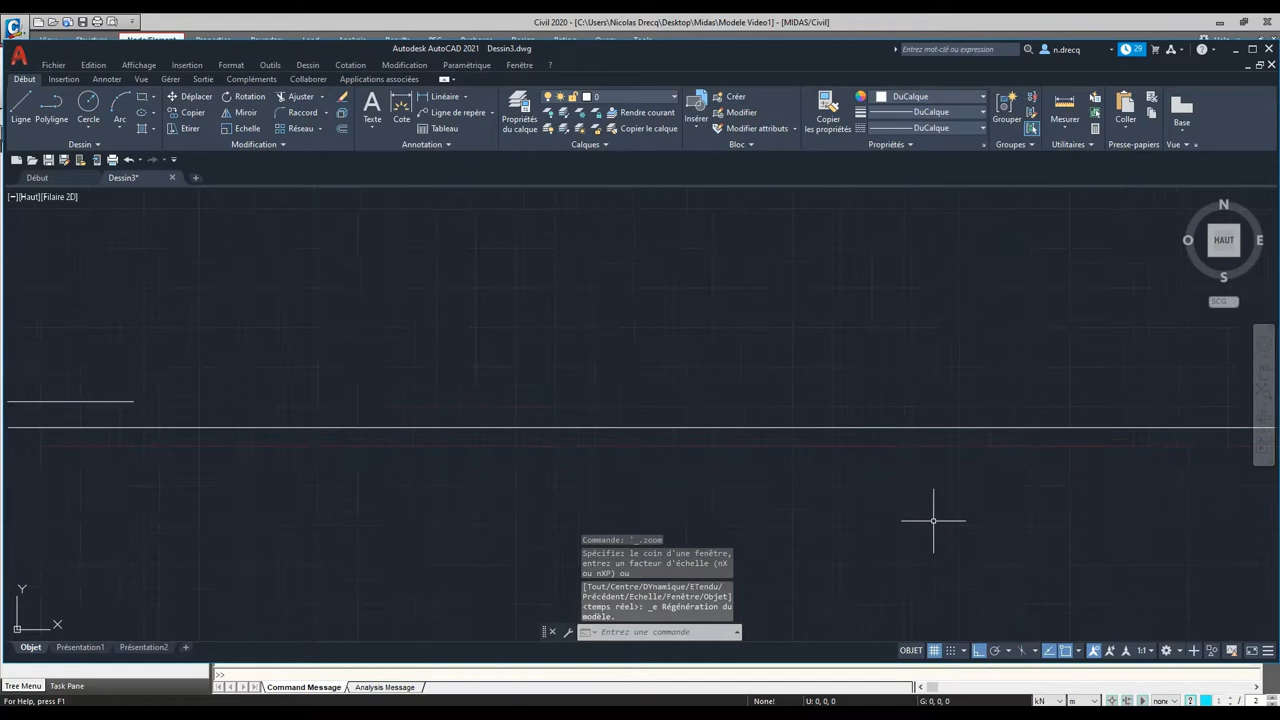 Civil 2020 - [C:\Users\Nicolas Drecq\Desktop\Midas\Modele Video1] - [MIDAS/Civil]
Autodesk AutoCAD 2021 Dessin3.dwg
Entrez mot-clé ou expression
n.drecq
29
Fichier Edition Affichage Insertion Format Outils Dessin Cotation Modification Paramétrique Fenêtre ?
Début Insertion Annoter Vue Gérer Sortie Compléments Collaborer Applications associées
Déplacer Rotation Ajuster Linéaire 0 Créer DuCalque
Ligne Polyligne Cercle Arc Copier Miroir Raccord Texte Cote Ligne de repère Propriétés du calque Rendre courant Insérer Modifier Copier les propriétés DuCalque Grouper Mesurer Coller Base
Etirer Echelle Réseau Tableau Copier le calque Modifier attributs DuCalque
Dessin Modification Annotation Calques Bloc Propriétés Groupes Utilitaires Presse-papiers Vue
Début Dessin3*
[−][Haut][Filaire 2D]
N
O HAUT E
S
SCG
Commande: '_.zoom
Spécifiez le coin d'une fenêtre,
entrez un facteur d'échelle (nX
ou nXP) ou
[Tout/Centre/DYnamique/ETendu/
Précédent/Echelle/Fenêtre/Objet]
<temps réel>: _e Régénération du
modèle.
Y
X
Entrez une commande
Objet Présentation1 Présentation2 +
OBJET 1:1
>>
Tree Menu Task Pane Command Message Analysis Message
For Help, press F1 None! U: 0, 0, 0 G: 0, 0, 0 kN m none 1 / 2